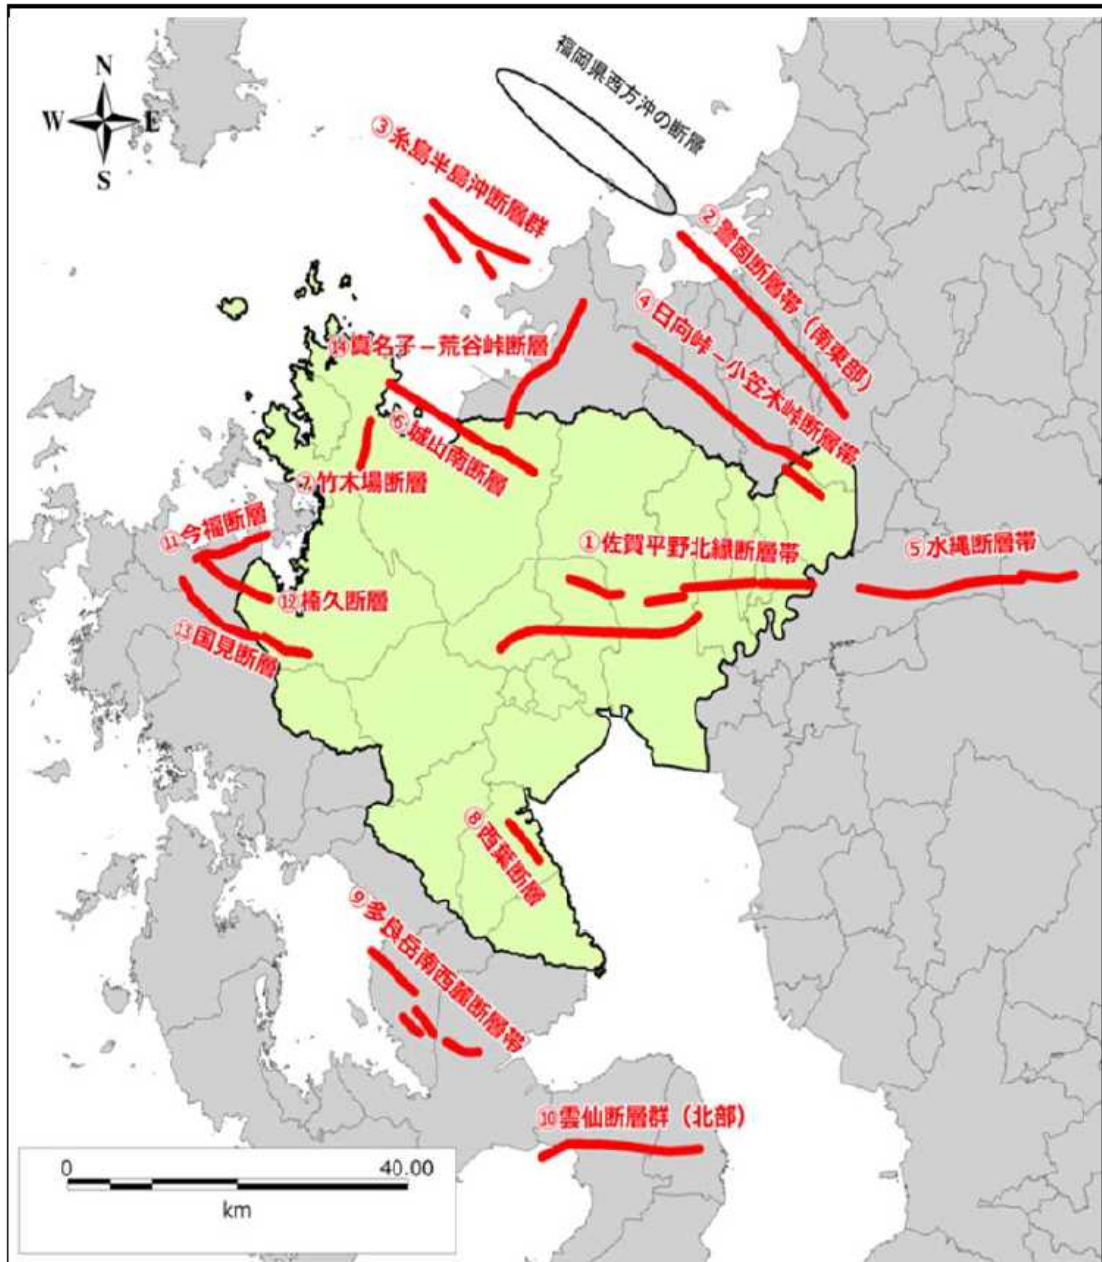 N
W E
S
福岡県西方沖の断層
③糸島半島沖断層群
②警固断層帯（南東部）
④日向峠－小笠木峠断層帯
⑭真名子－荒谷峠断層
⑥城山南断層
⑦竹木場断層
⑪今福断層
①佐賀平野北縁断層帯
⑤水縄断層帯
⑫楠久断層
⑬国見断層
⑧西葉断層
⑨多良岳南西麓断層帯
⑩雲仙断層群（北部）
0 40.00
km